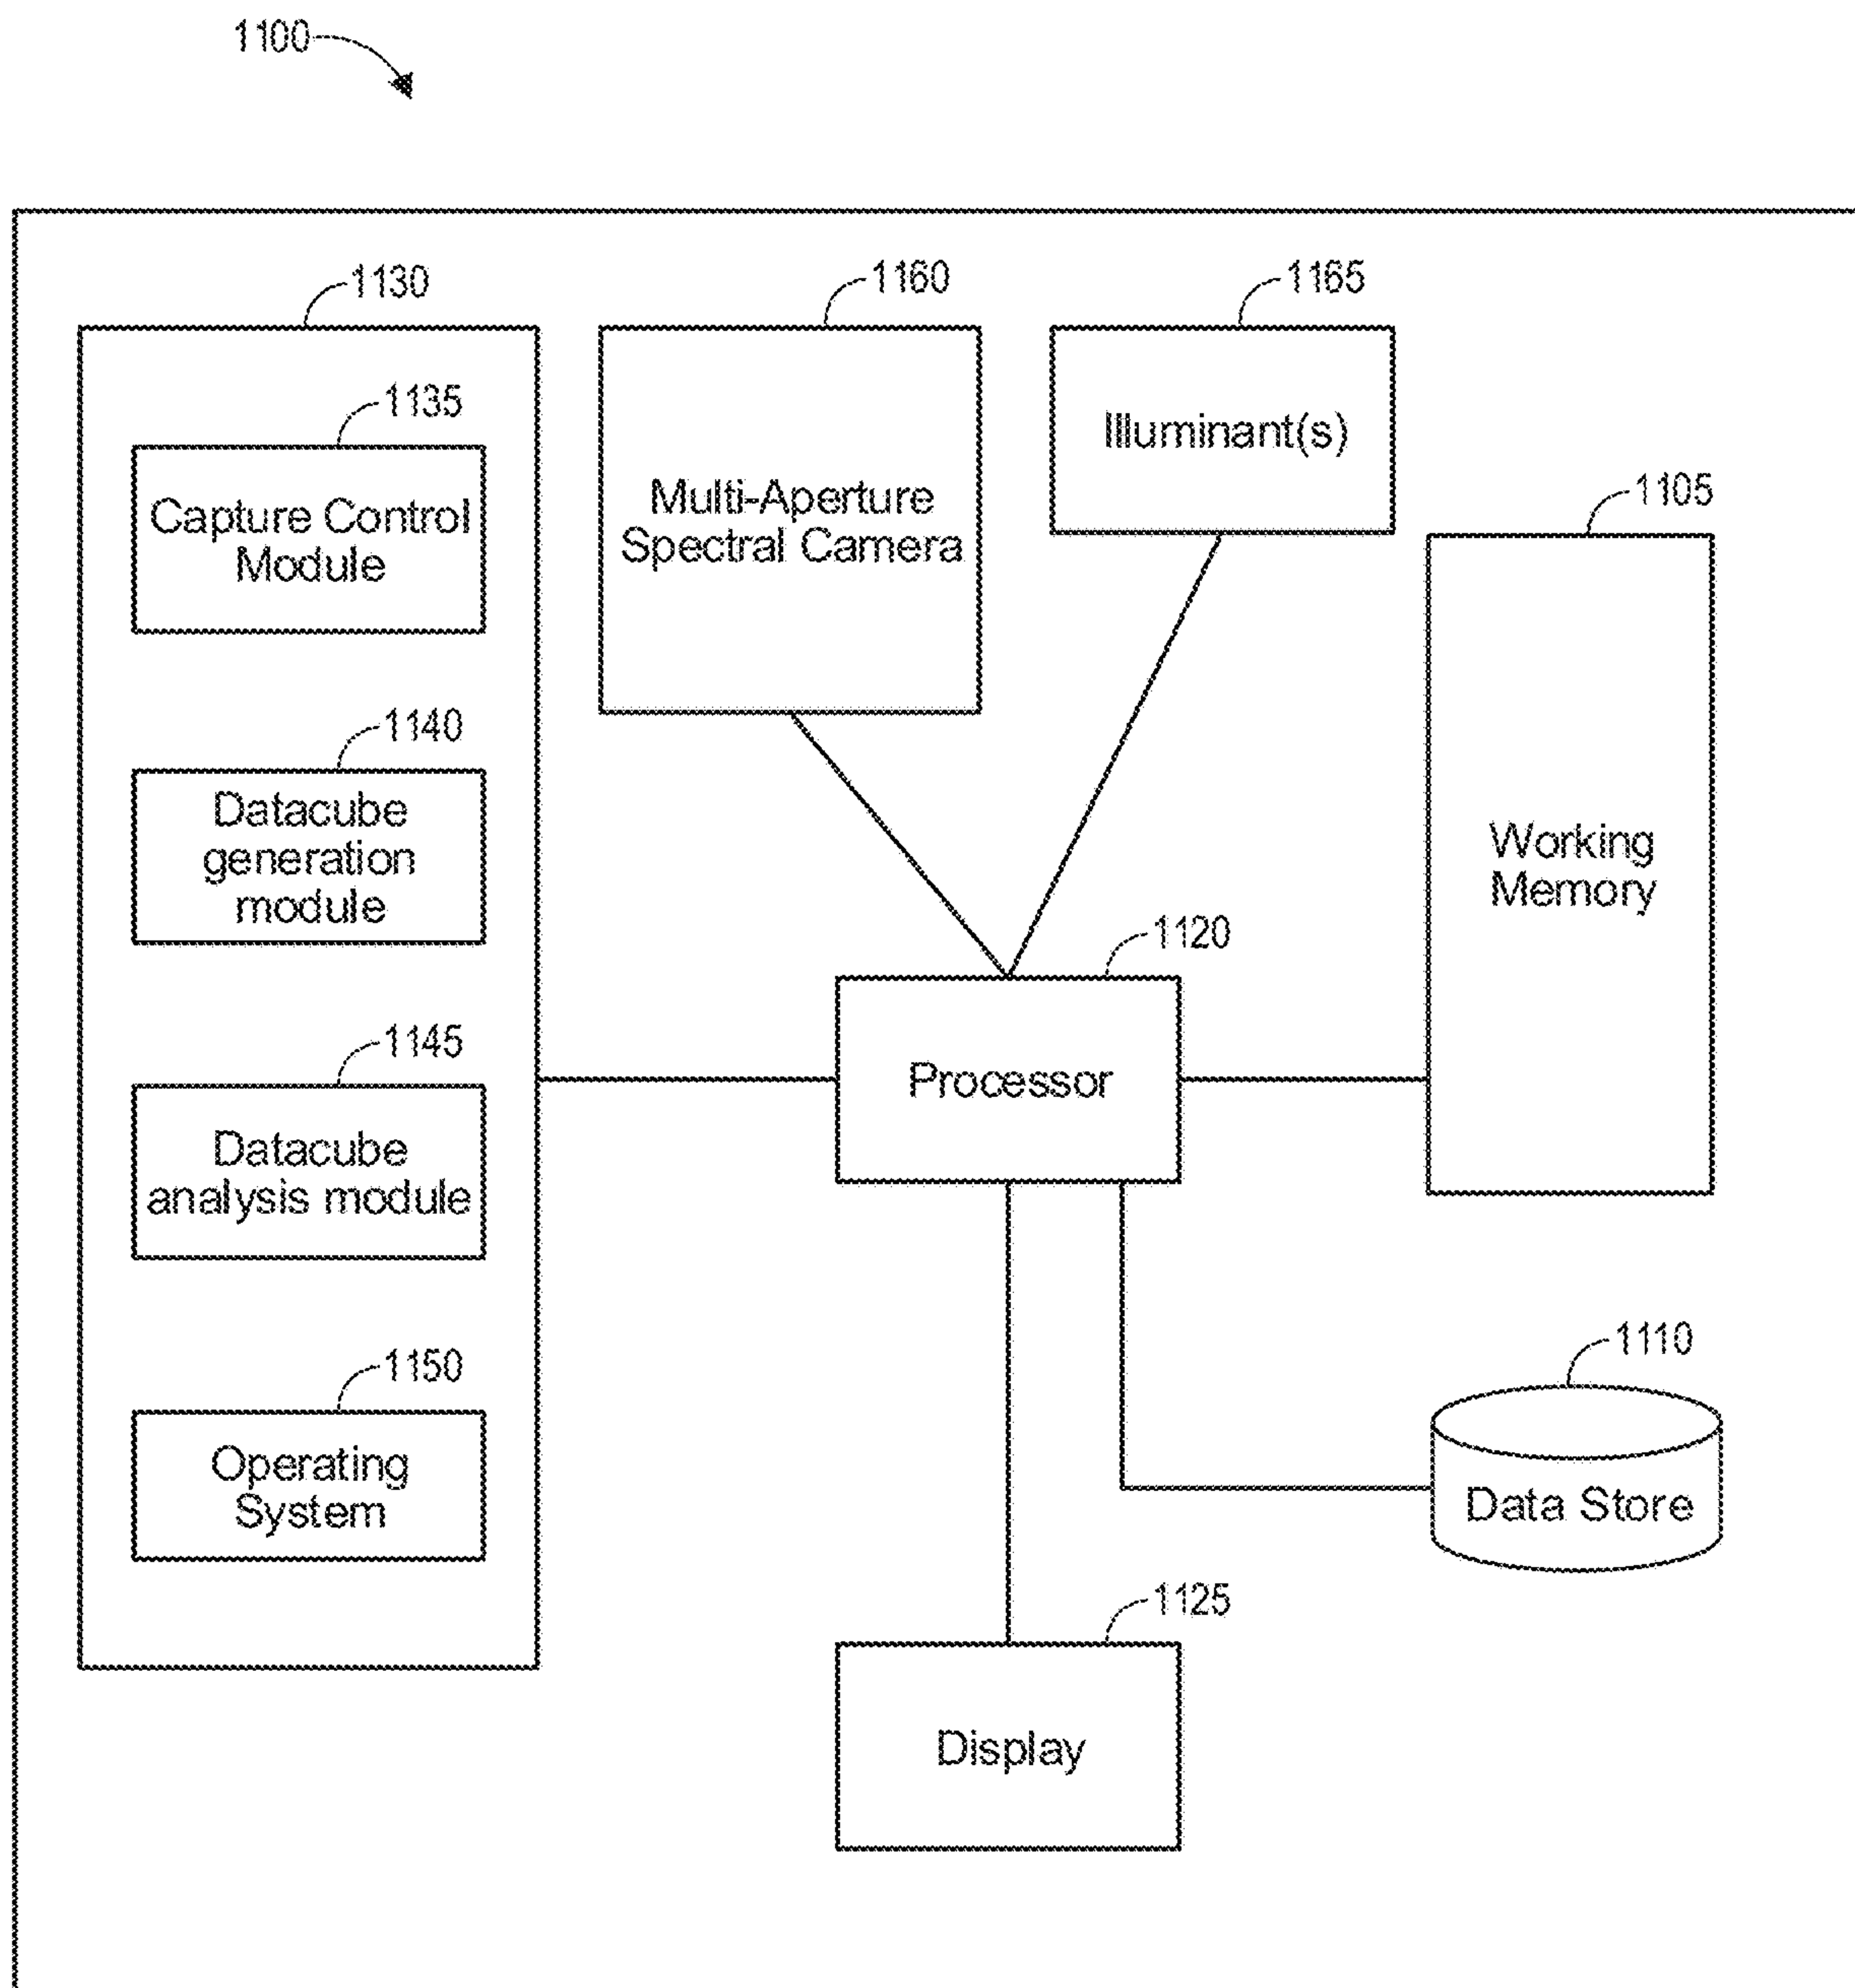 1100
1130
1160
1165
1135
Capture Control
Module
Multi-Aperture
Spectral Camera
Illuminant(s)
1105
1140
Datacube
generation
module
Working
Memory
1120
Processor
1145
Datacube
analysis module
1150
Operating
System
1110
Data Store
1125
Display